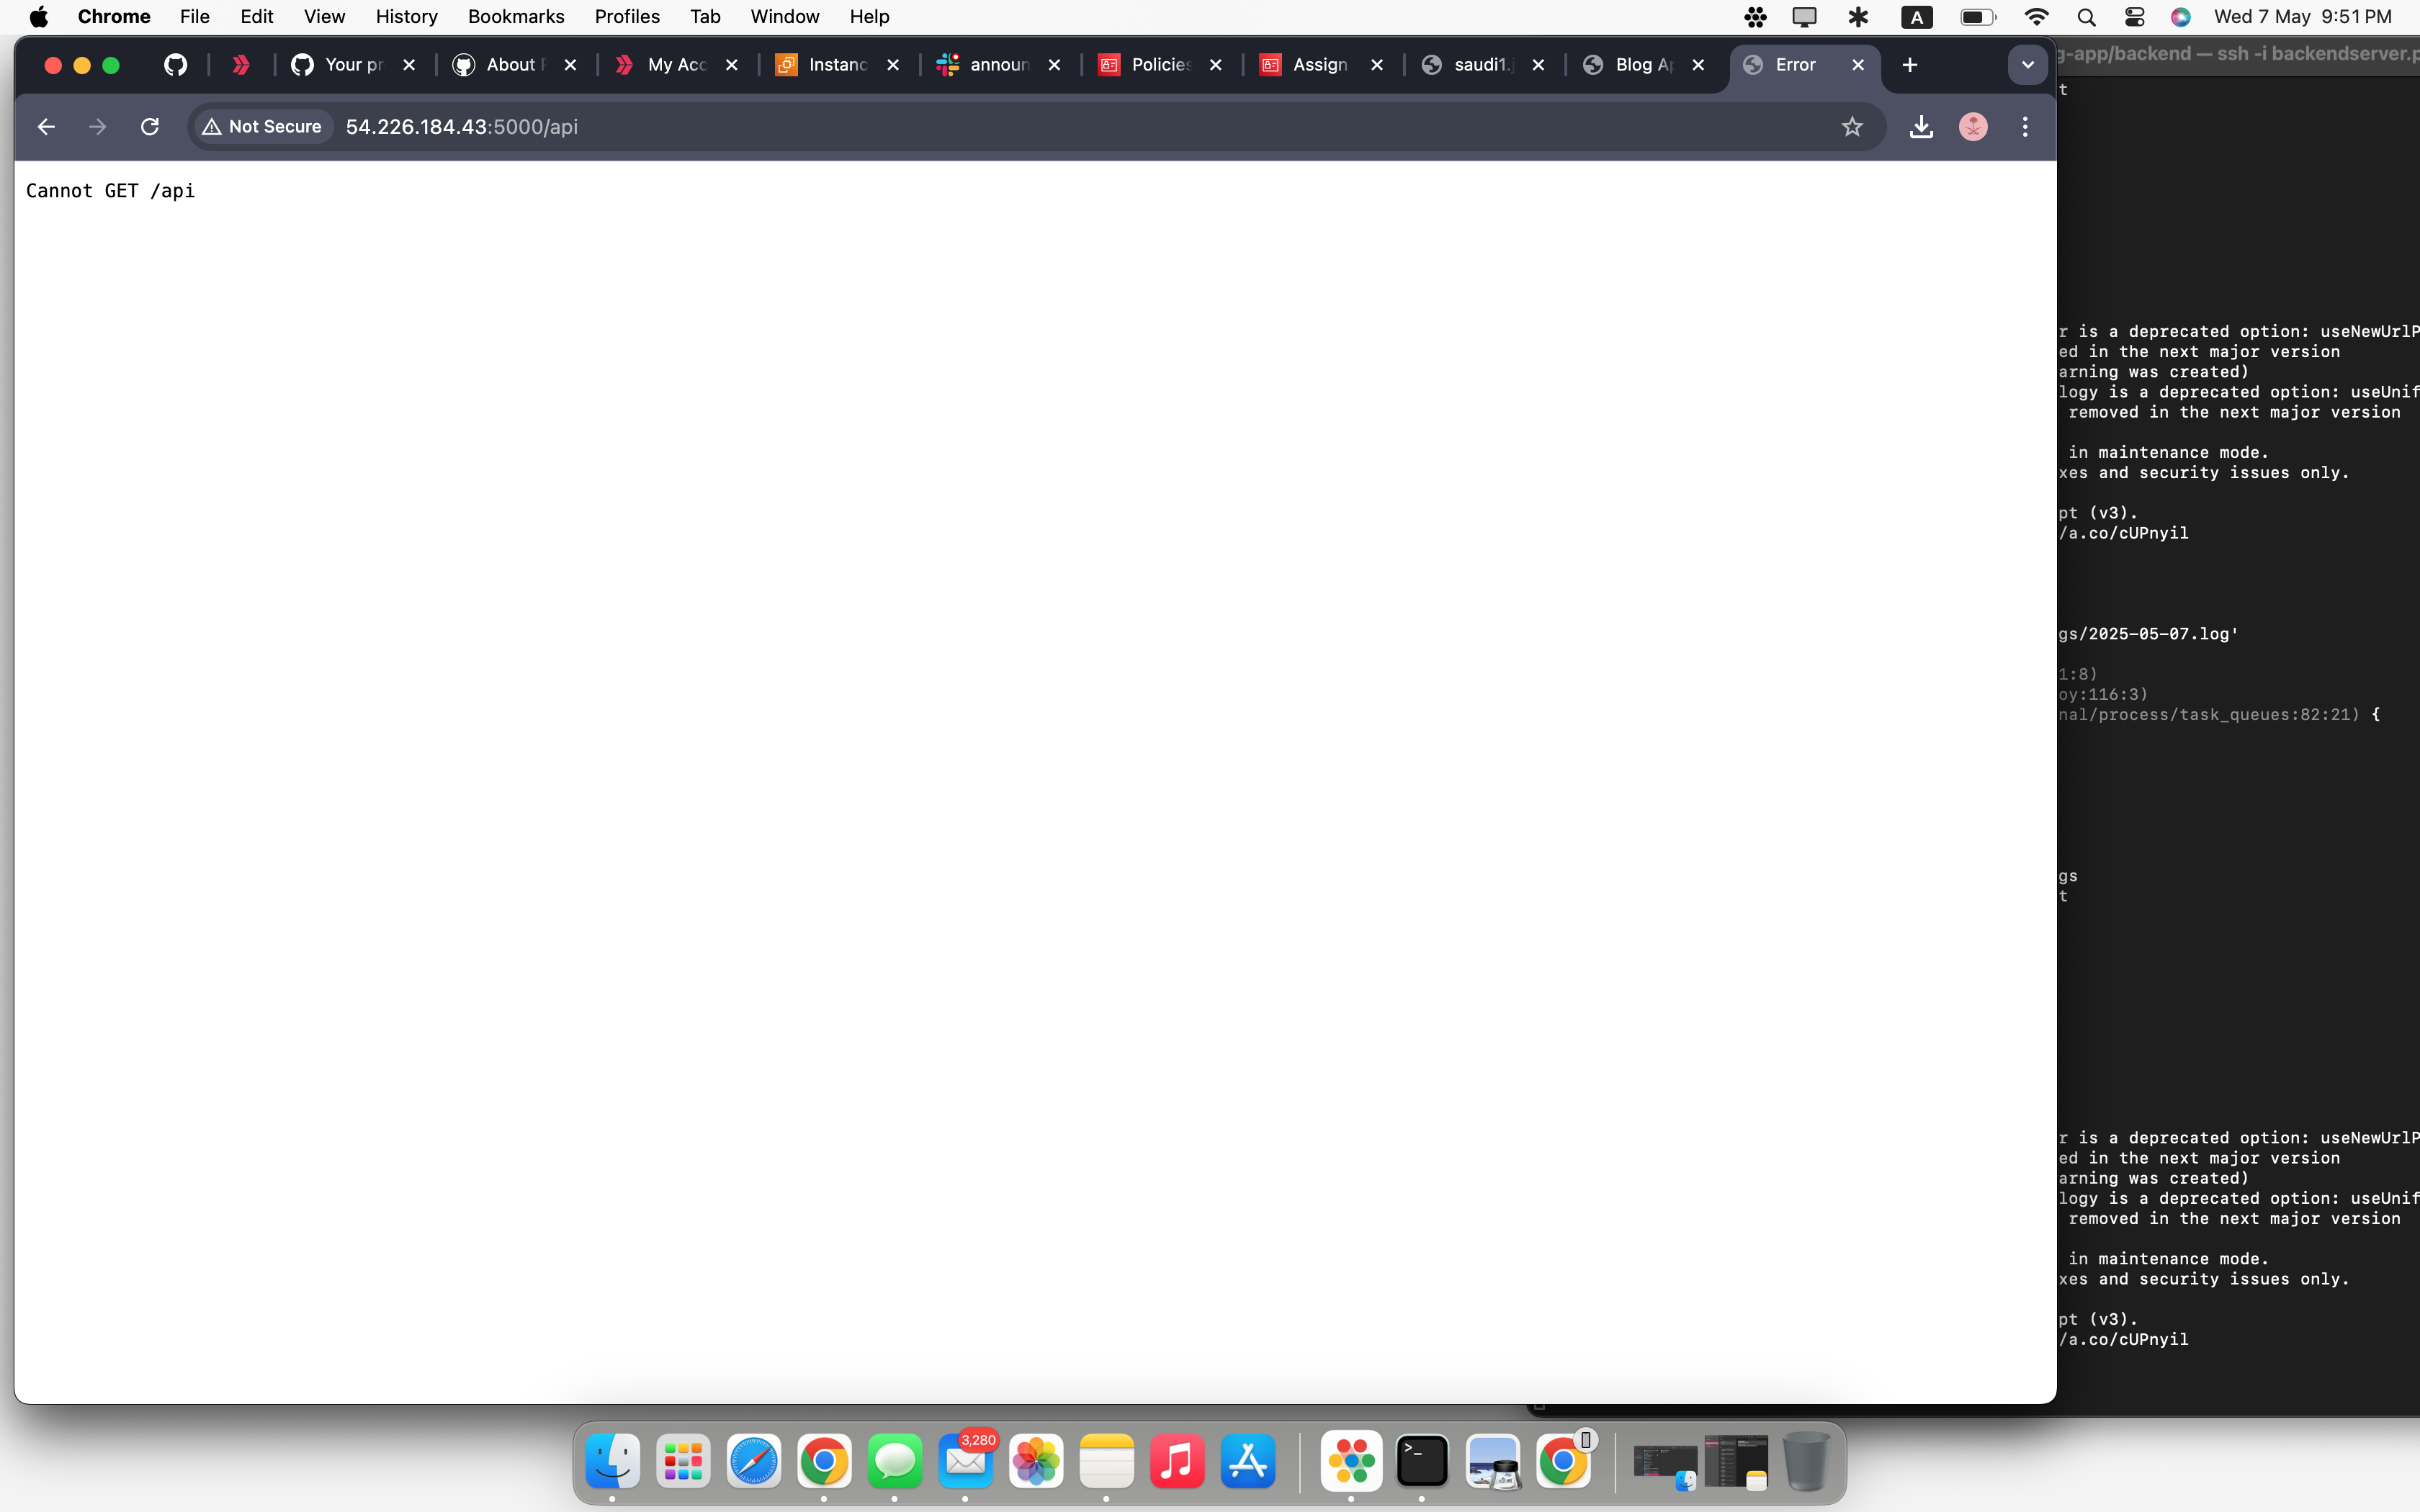 Chrome File Edit View History Bookmarks Profiles Tab Window Help A Wed 7 May 9:51 PM
Your pr About My Acc Instanc announ Policies Assign saudi1. Blog Ap Error
g-app/backend — ssh -i backendserver.p
Not Secure 54.226.184.43:5000/api
Cannot GET /api
t
r is a deprecated option: useNewUrlP
ed in the next major version
arning was created)
logy is a deprecated option: useUnif
removed in the next major version
in maintenance mode.
xes and security issues only.
pt (v3).
/a.co/cUPnyil
gs/2025-05-07.log'
1:8)
oy:116:3)
nal/process/task_queues:82:21) {
gs
t
r is a deprecated option: useNewUrlP
ed in the next major version
arning was created)
logy is a deprecated option: useUnif
removed in the next major version
in maintenance mode.
xes and security issues only.
pt (v3).
/a.co/cUPnyil
3,280